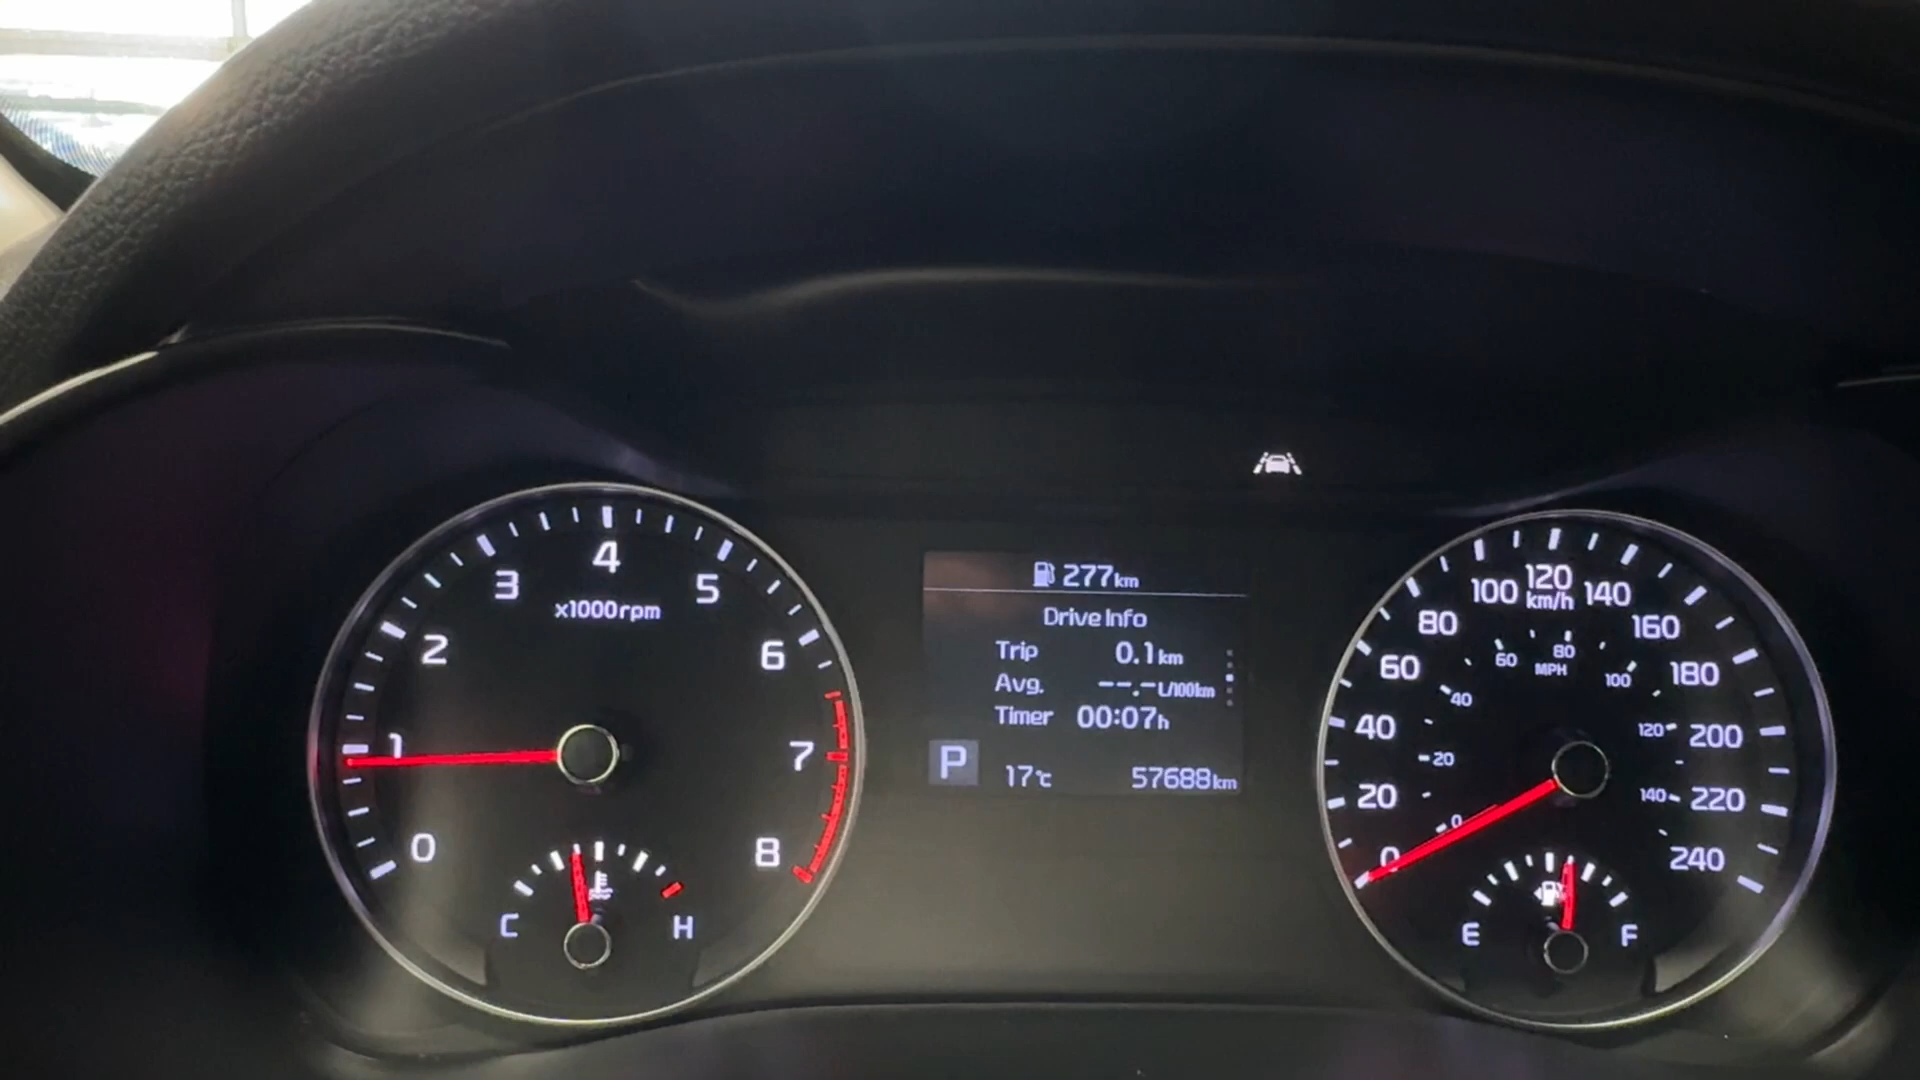 0
1
2
3
4
5
6
7
8
x1000rpm
C
H
277km
Drive Info
Trip 0.1km
Avg. --.-L/100km
Timer 00:07h
P
17°C 57688km
0
20
40
60
80
100
120
140
160
180
200
220
240
km/h
0
20
40
60
80
100
120
140
MPH
E
F